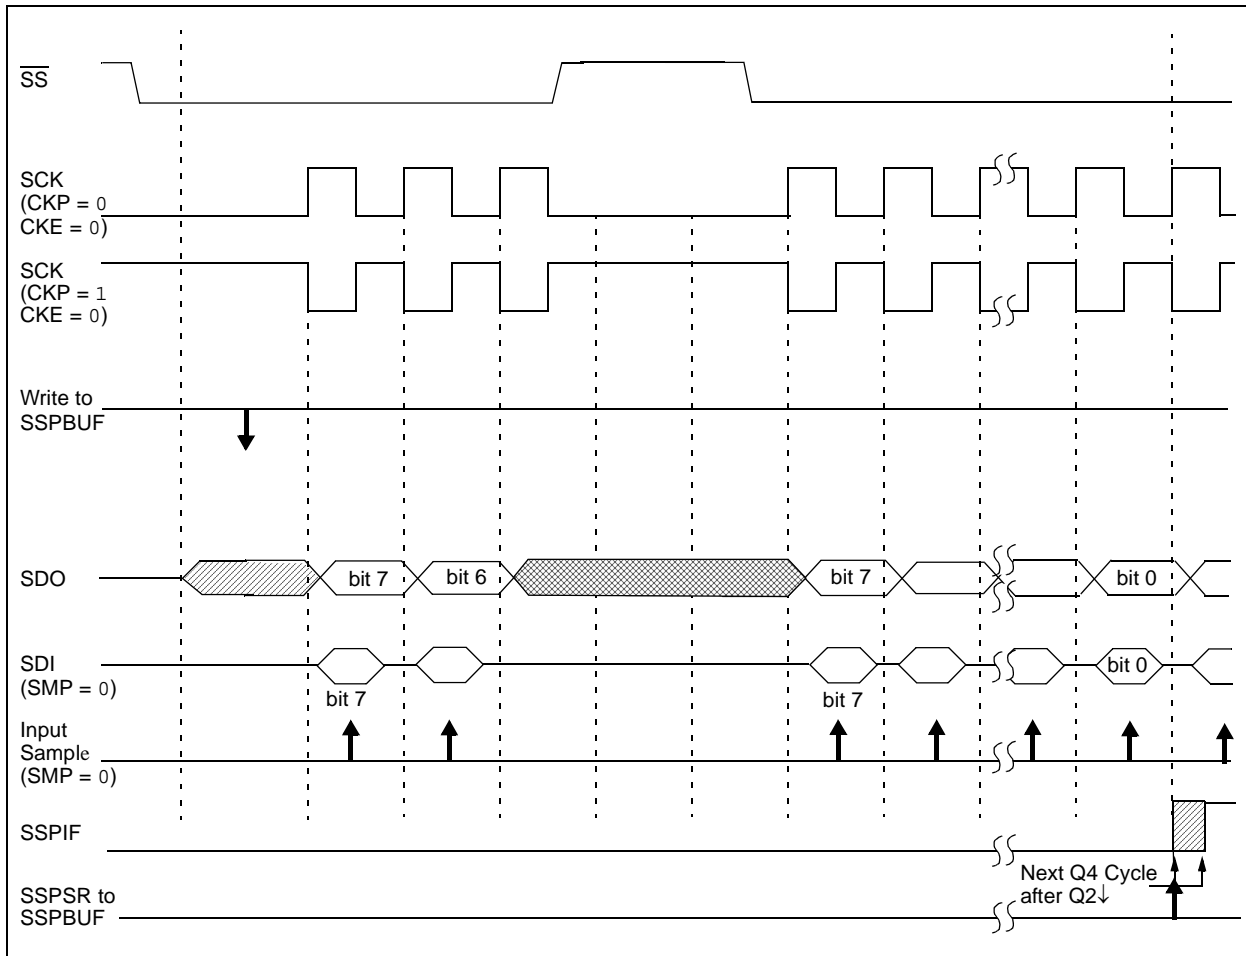 SS
SCK
(CKP = 0
CKE = 0)
SCK
(CKP = 1
CKE = 0)
Write to
SSPBUF
SDO
bit 7
bit 6
bit 7
bit 0
SDI
(SMP = 0)
bit 7
bit 7
bit 0
Input
Sample
(SMP = 0)
SSPIF
Next Q4 Cycle
after Q2↓
SSPSR to
SSPBUF